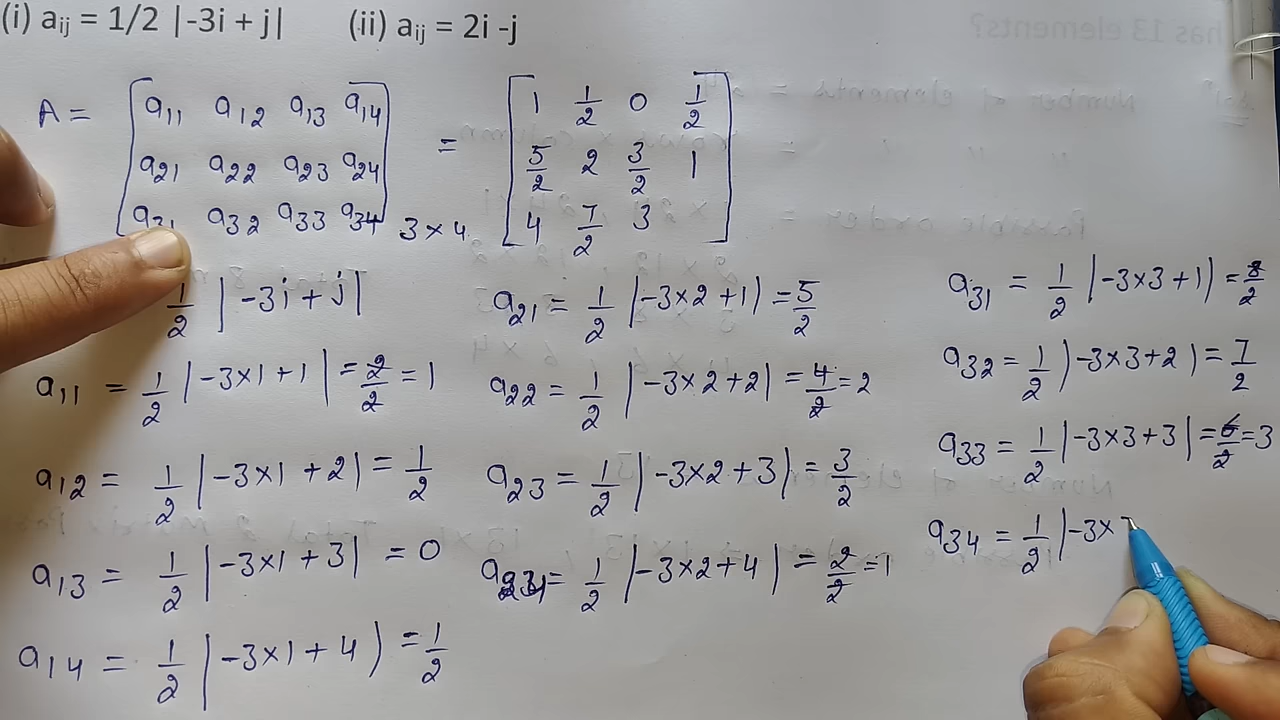 (i) aᵢⱼ = 1/2 |-3i + j| (ii) aᵢⱼ = 2i -j
A = [a₁₁ a₁₂ a₁₃ a₁₄ = [1 1/2 0 1/2
a₂₁ a₂₂ a₂₃ a₂₄ 5/2 2 3/2 1
a₃₁ a₃₂ a₃₃ a₃₄] 3 × 4 4 7/2 3 ]
1/2 |-3i + j|
a₁₁ = 1/2 |-3×1 + 1| = 2/2 = 1
a₁₂ = 1/2 |-3×1 + 2| = 1/2
a₁₃ = 1/2 |-3×1 + 3| = 0
a₁₄ = 1/2 |-3×1 + 4| = 1/2
a₂₁ = 1/2 |-3×2 + 1| = 5/2
a₂₂ = 1/2 |-3×2 + 2| = 4/2 = 2
a₂₃ = 1/2 |-3×2 + 3| = 3/2
= 1/2 |-3×2 + 4| = 2/2 = 1
a₃₁ = 1/2 |-3×3 + 1| = 8/2
a₃₂ = 1/2 |-3×3 + 2| = 7/2
a₃₃ = 1/2 |-3×3 + 3| = 6/2 = 3
a₃₄ = 1/2 |-3×